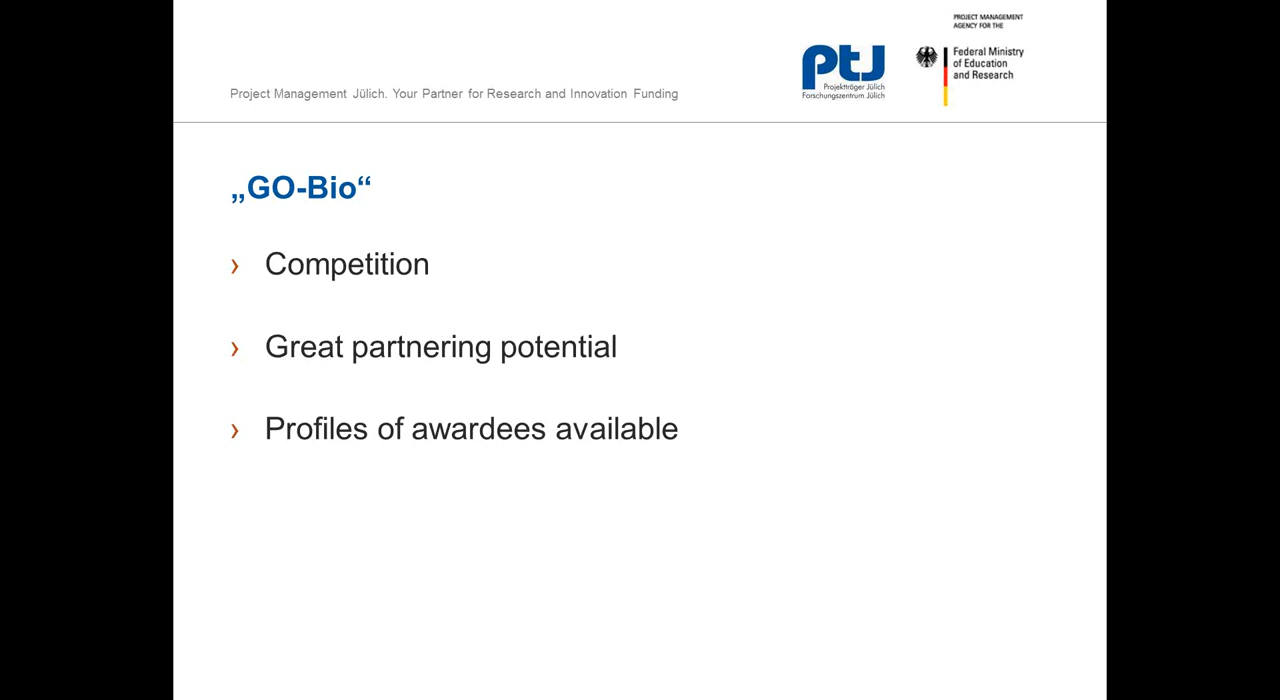 PROJECT MANAGEMENT
AGENCY FOR THE
ptJ
Federal Ministry
of Education
and Research
Projektträger Jülich
Forschungszentrum Jülich
Project Management Jülich. Your Partner for Research and Innovation Funding
„GO-Bio“
› Competition
› Great partnering potential
› Profiles of awardees available